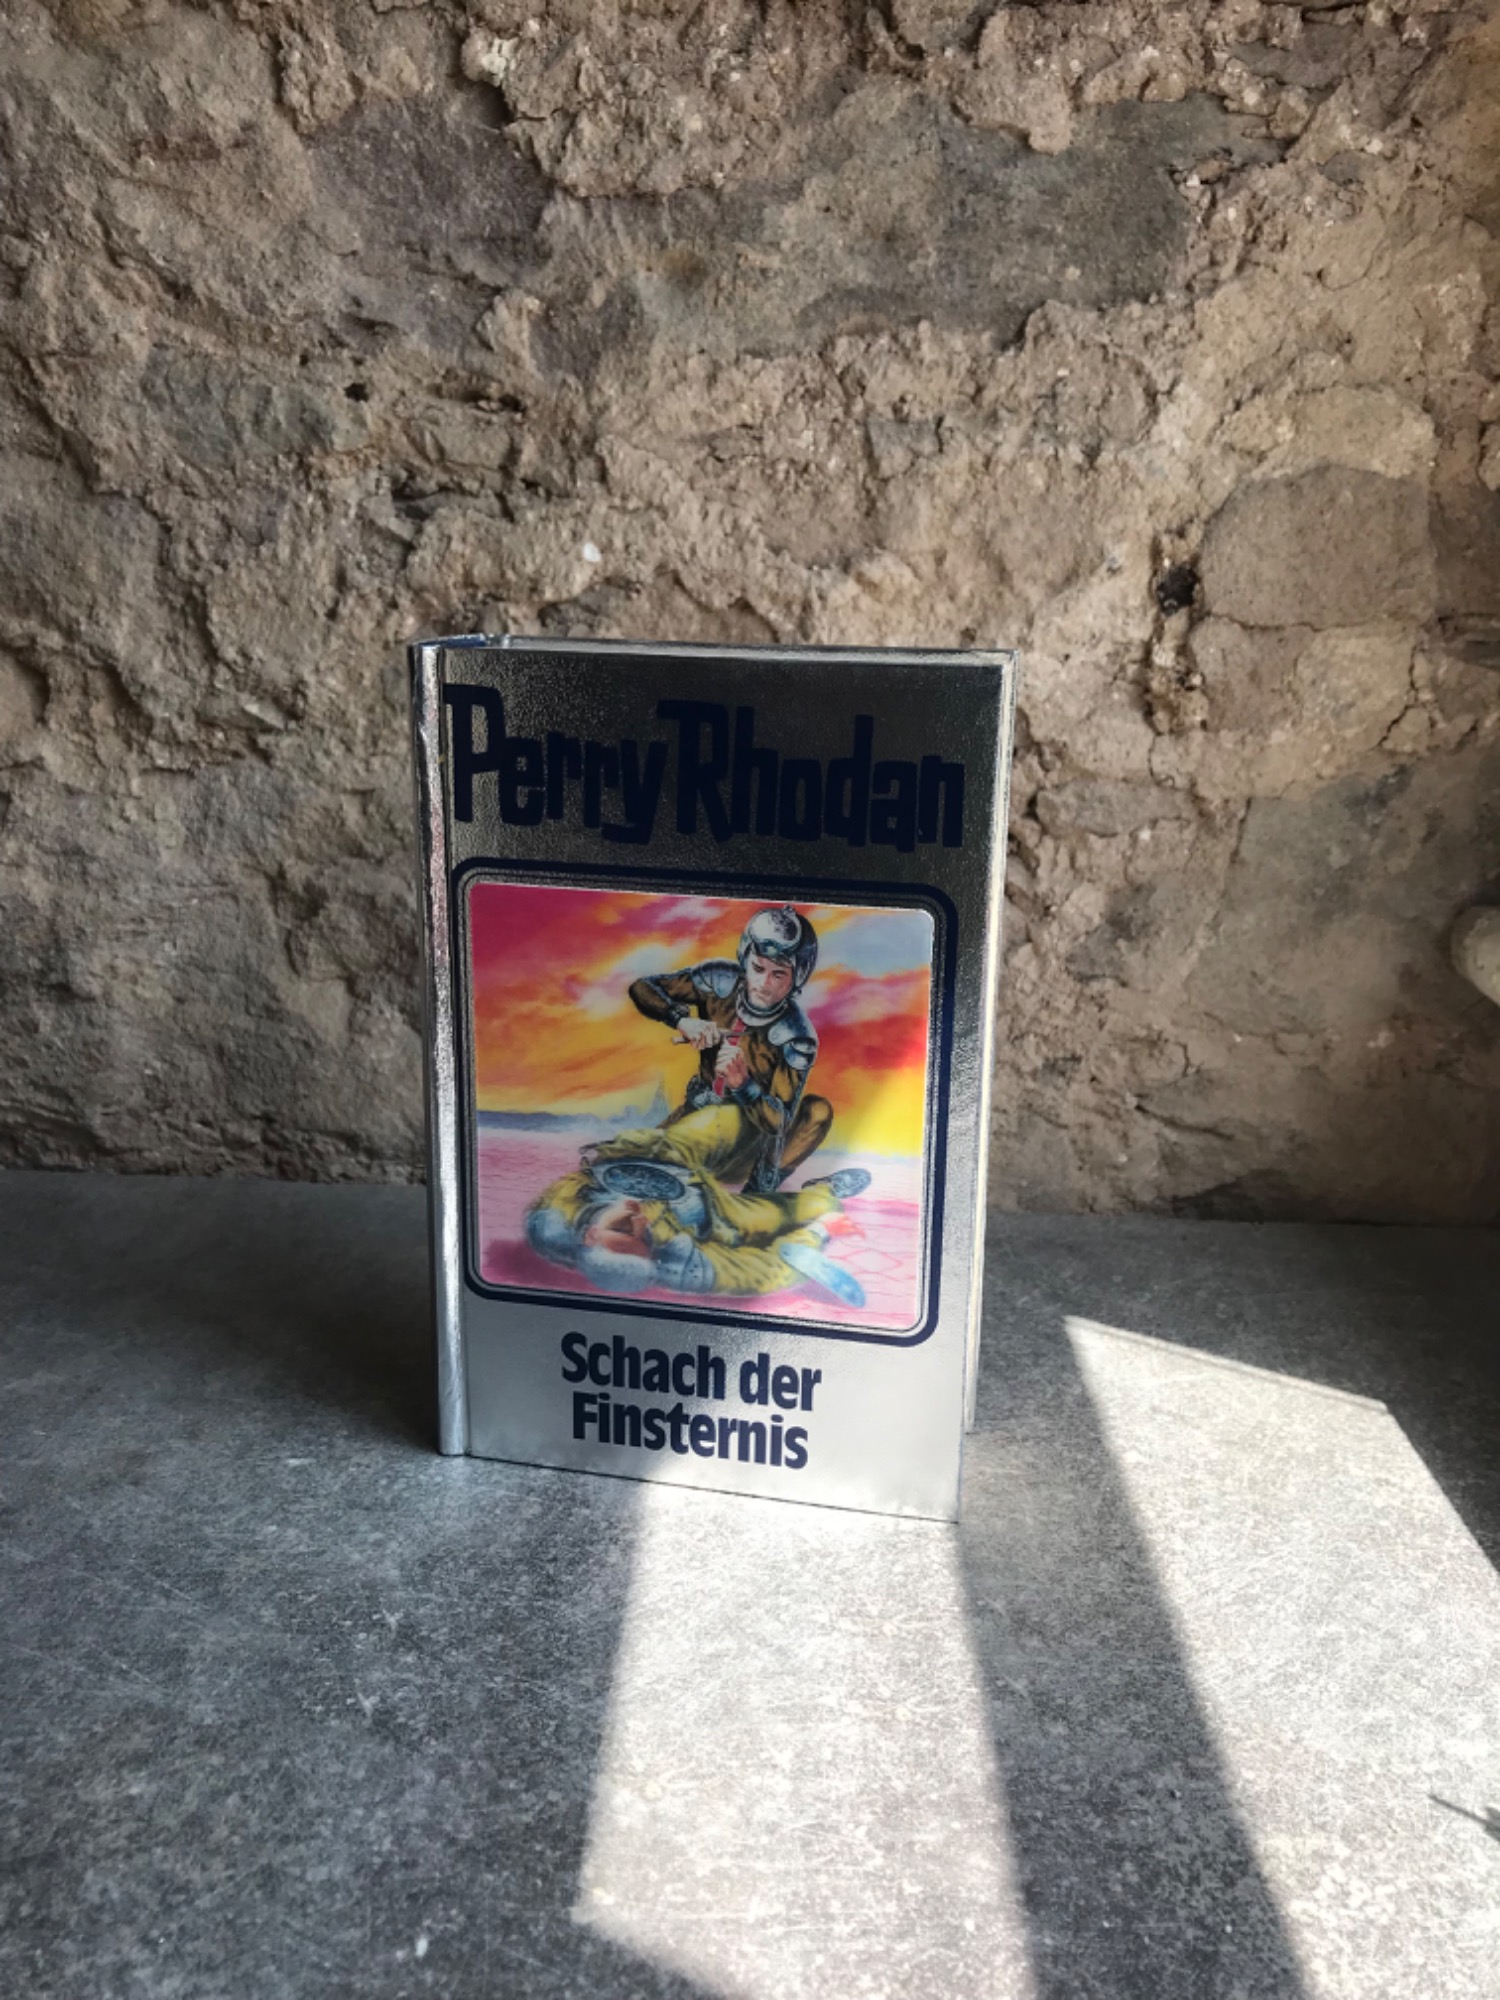 Perry Rhodan
Schach der
Finsternis